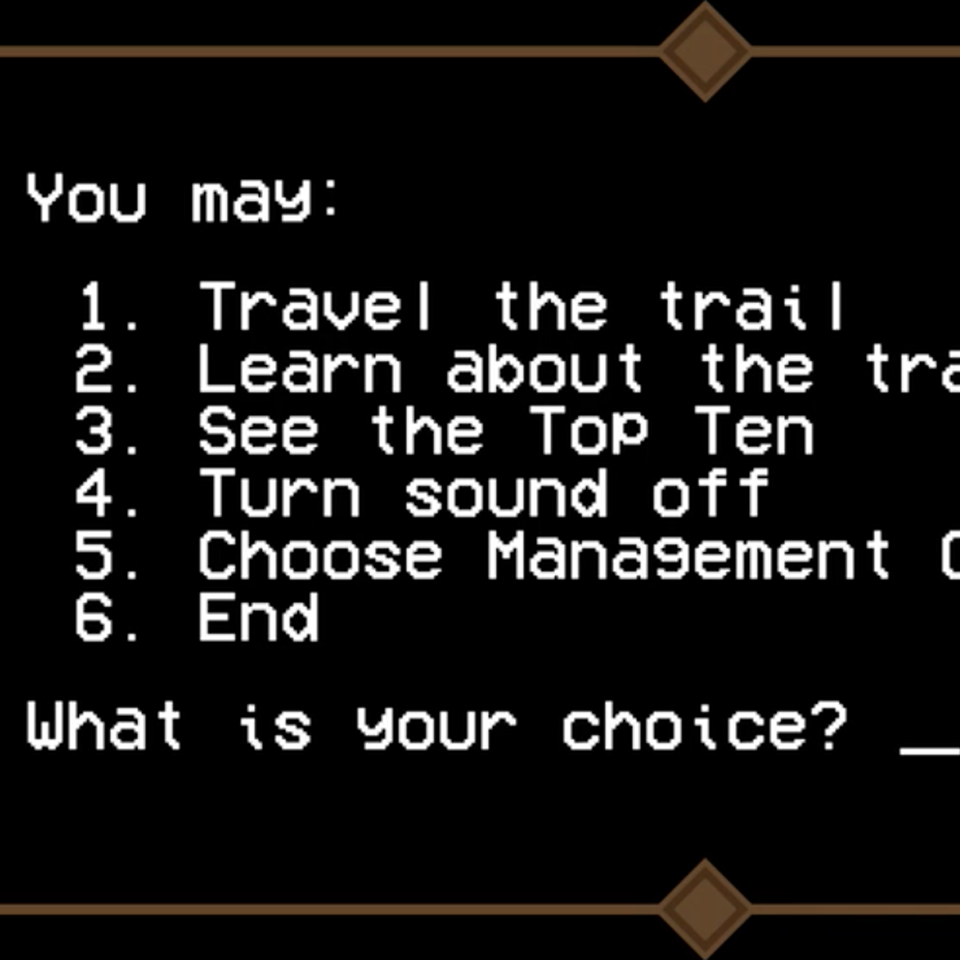 You may:
1. Travel the trail
2. Learn about the
3. See the Top Ten
4. Turn sound off
5. Choose Management
6. End
What is your choice? _